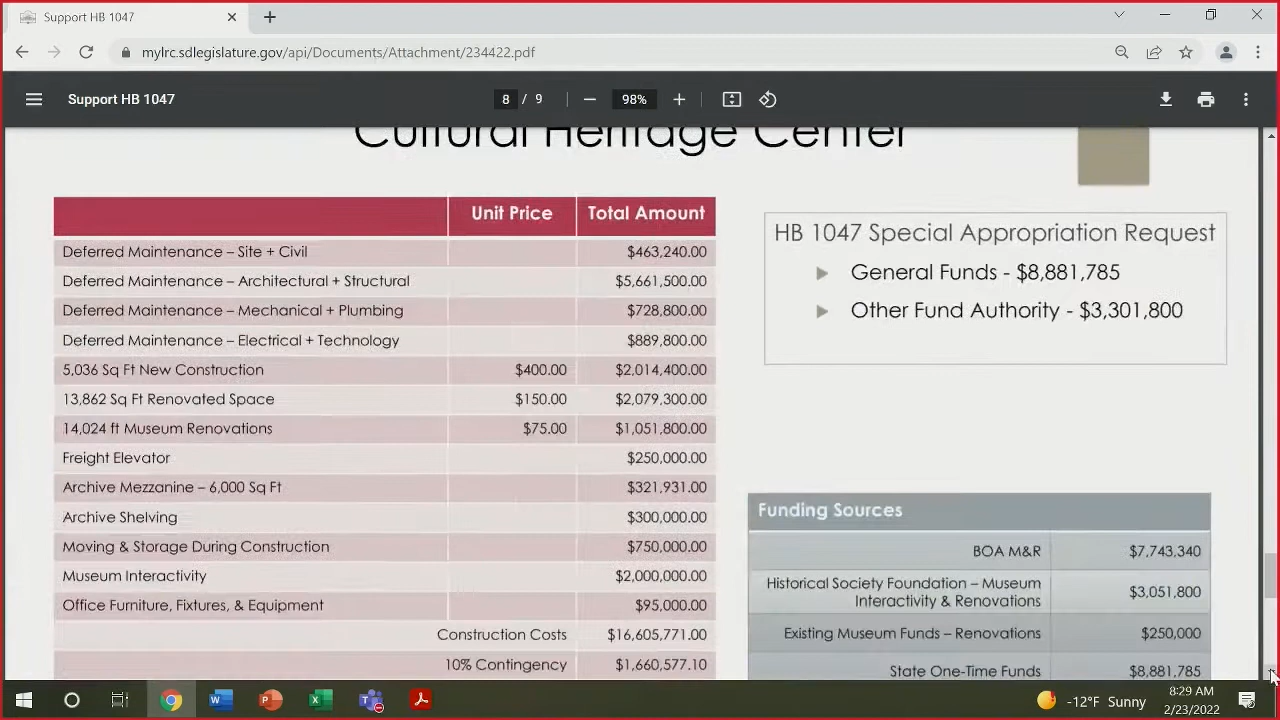 Support HB 1047
mylrc.sdlegislature.gov/api/Documents/Attachment/234422.pdf
Support HB 1047
8 / 9
98%
Cultural Heritage Center
Unit Price Total Amount
Deferred Maintenance – Site + Civil $463,240.00
Deferred Maintenance – Architectural + Structural $5,661,500.00
Deferred Maintenance – Mechanical + Plumbing $728,800.00
Deferred Maintenance – Electrical + Technology $889,800.00
5,036 Sq Ft New Construction $400.00 $2,014,400.00
13,862 Sq Ft Renovated Space $150.00 $2,079,300.00
14,024 ft Museum Renovations $75.00 $1,051,800.00
Freight Elevator $250,000.00
Archive Mezzanine – 6,000 Sq Ft $321,931.00
Archive Shelving $300,000.00
Moving & Storage During Construction $750,000.00
Museum Interactivity $2,000,000.00
Office Furniture, Fixtures, & Equipment $95,000.00
Construction Costs $16,605,771.00
10% Contingency $1,660,577.10
HB 1047 Special Appropriation Request
General Funds - $8,881,785
Other Fund Authority - $3,301,800
Funding Sources
BOA M&R $7,743,340
Historical Society Foundation – Museum
Interactivity & Renovations $3,051,800
Existing Museum Funds – Renovations $250,000
State One-Time Funds $8,881,785
-12°F Sunny
8:29 AM
2/23/2022